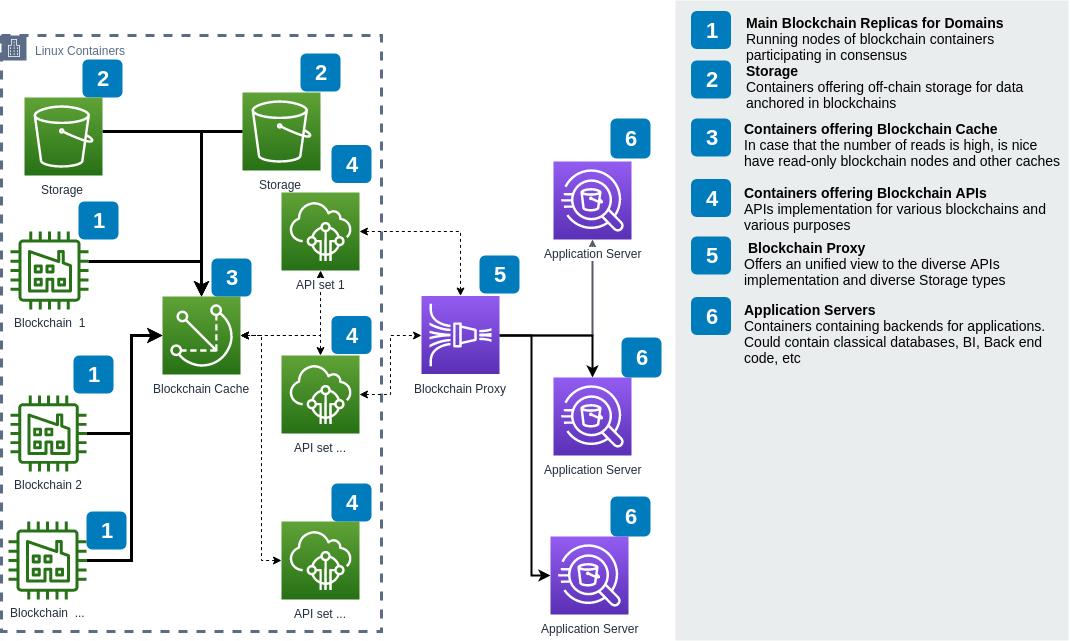 Linux Containers
2
2
Storage
Storage
4
API set 1
1
Blockchain 1
3
Blockchain Cache
4
API set ...
1
Blockchain 2
1
Blockchain ...
4
API set ...
5
Blockchain Proxy
6
Application Server
6
Application Server
6
Application Server
1
Main Blockchain Replicas for Domains
Running nodes of blockchain containers
participating in consensus
2
Storage
Containers offering off-chain storage for data
anchored in blockchains
3
Containers offering Blockchain Cache
In case that the number of reads is high, is nice
have read-only blockchain nodes and other caches
4
Containers offering Blockchain APIs
APIs implementation for various blockchains and
various purposes
5
Blockchain Proxy
Offers an unified view to the diverse APIs
implementation and diverse Storage types
6
Application Servers
Containers containing backends for applications.
Could contain classical databases, BI, Back end
code, etc